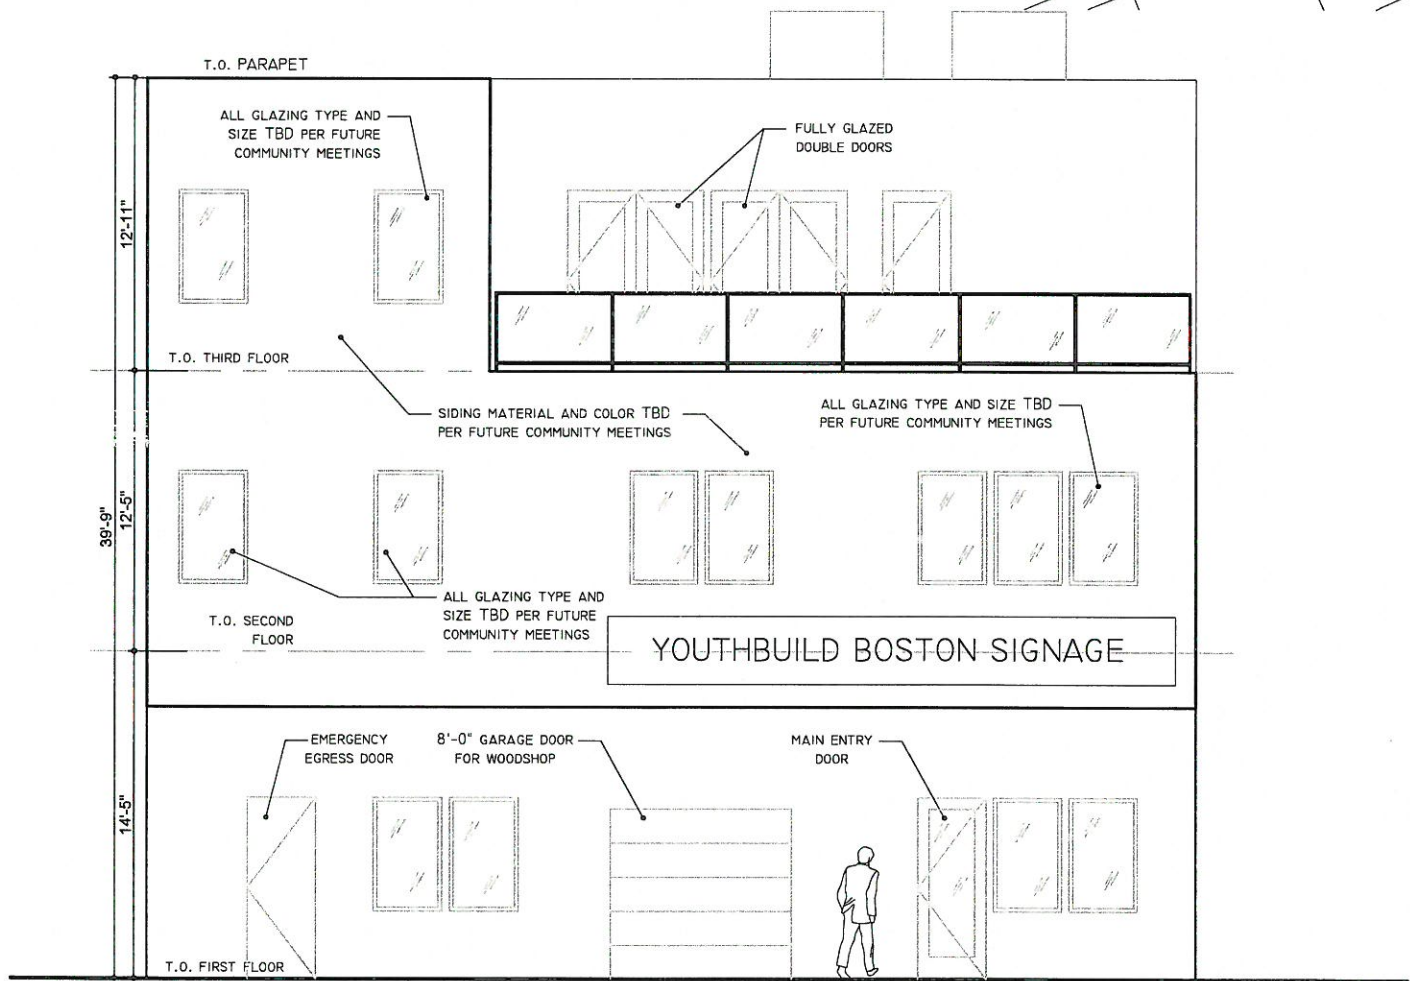 T.O. PARAPET
ALL GLAZING TYPE AND
SIZE TBD PER FUTURE
COMMUNITY MEETINGS
FULLY GLAZED
DOUBLE DOORS
12'-11"
T.O. THIRD FLOOR
SIDING MATERIAL AND COLOR TBD
PER FUTURE COMMUNITY MEETINGS
ALL GLAZING TYPE AND SIZE TBD
PER FUTURE COMMUNITY MEETINGS
39'-9"
12'-5"
ALL GLAZING TYPE AND
SIZE TBD PER FUTURE
COMMUNITY MEETINGS
T.O. SECOND
FLOOR
YOUTHBUILD BOSTON SIGNAGE
EMERGENCY
EGRESS DOOR
8'-0" GARAGE DOOR
FOR WOODSHOP
MAIN ENTRY
DOOR
14'-5"
T.O. FIRST FLOOR